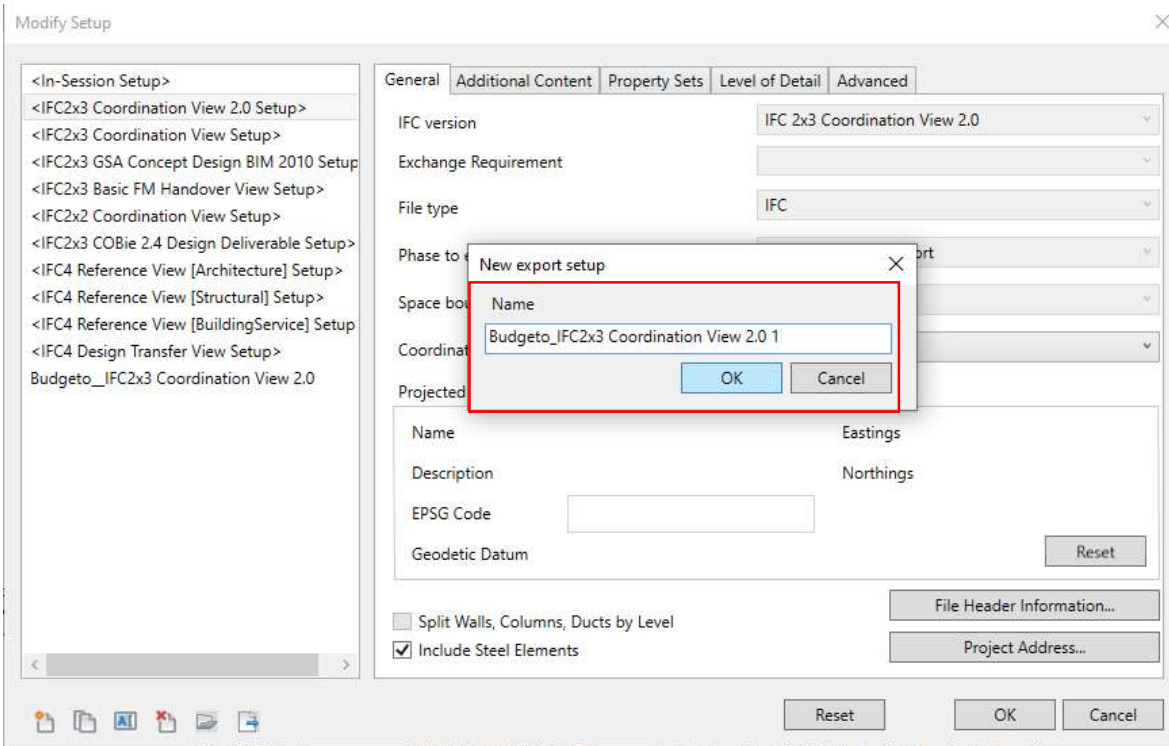 Modify Setup
<In-Session Setup>
<IFC2x3 Coordination View 2.0 Setup>
<IFC2x3 Coordination View Setup>
<IFC2x3 GSA Concept Design BIM 2010 Setup
<IFC2x3 Basic FM Handover View Setup>
<IFC2x2 Coordination View Setup>
<IFC2x3 COBie 2.4 Design Deliverable Setup>
<IFC4 Reference View [Architecture] Setup>
<IFC4 Reference View [Structural] Setup>
<IFC4 Reference View [BuildingService] Setup
<IFC4 Design Transfer View Setup>
Budgeto__IFC2x3 Coordination View 2.0
General Additional Content Property Sets Level of Detail Advanced
IFC version IFC 2x3 Coordination View 2.0
Exchange Requirement
File type IFC
Phase to
Space
Coordinat
Projected
New export setup
Name
Budgeto_IFC2x3 Coordination View 2.0 1
OK Cancel
Name Eastings
Description Northings
EPSG Code
Geodetic Datum Reset
Split Walls, Columns, Ducts by Level
Include Steel Elements
File Header Information...
Project Address...
Reset OK Cancel